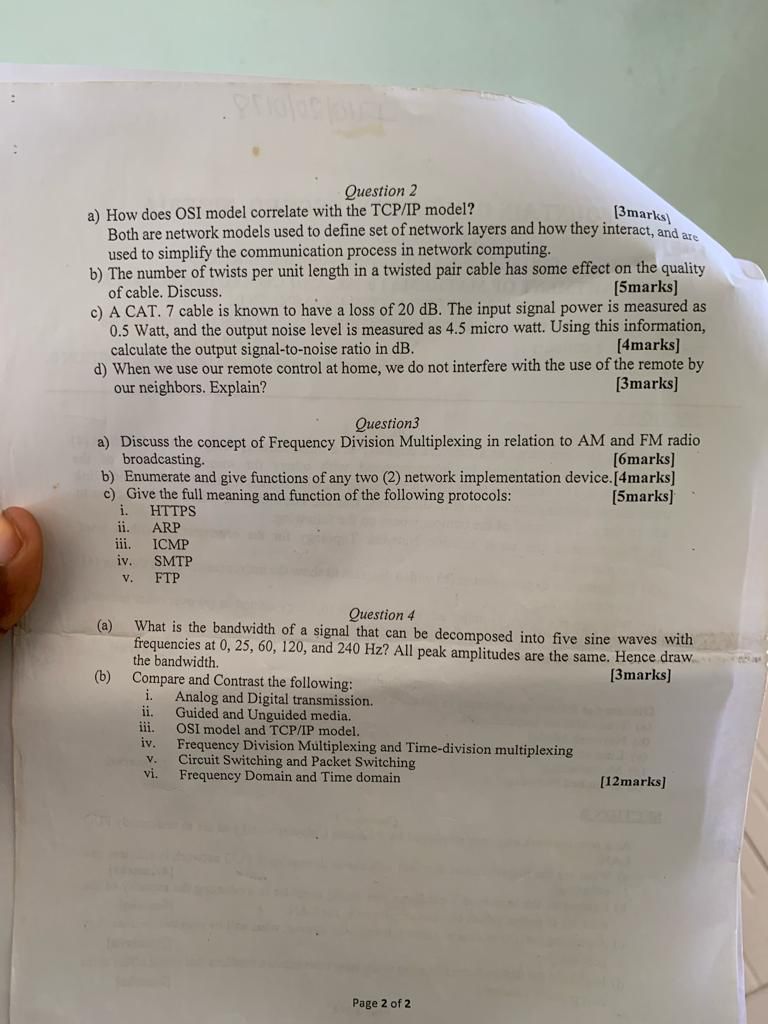 Question 2
a) How does OSI model correlate with the TCP/IP model? [3marks]
Both are network models used to define set of network layers and how they interact, and are
used to simplify the communication process in network computing.
b) The number of twists per unit length in a twisted pair cable has some effect on the quality
of cable. Discuss. [5marks]
c) A CAT. 7 cable is known to have a loss of 20 dB. The input signal power is measured as
0.5 Watt, and the output noise level is measured as 4.5 micro watt. Using this information,
calculate the output signal-to-noise ratio in dB. [4marks]
d) When we use our remote control at home, we do not interfere with the use of the remote by
our neighbors. Explain? [3marks]
Question3
a) Discuss the concept of Frequency Division Multiplexing in relation to AM and FM radio
broadcasting. [6marks]
b) Enumerate and give functions of any two (2) network implementation device.[4marks]
c) Give the full meaning and function of the following protocols: [5marks]
i. HTTPS
ii. ARP
iii. ICMP
iv. SMTP
v. FTP
Question 4
(a) What is the bandwidth of a signal that can be decomposed into five sine waves with
frequencies at 0, 25, 60, 120, and 240 Hz? All peak amplitudes are the same. Hence draw
the bandwidth. [3marks]
(b) Compare and Contrast the following:
i. Analog and Digital transmission.
ii. Guided and Unguided media.
iii. OSI model and TCP/IP model.
iv. Frequency Division Multiplexing and Time-division multiplexing
v. Circuit Switching and Packet Switching
vi. Frequency Domain and Time domain [12marks]
Page 2 of 2